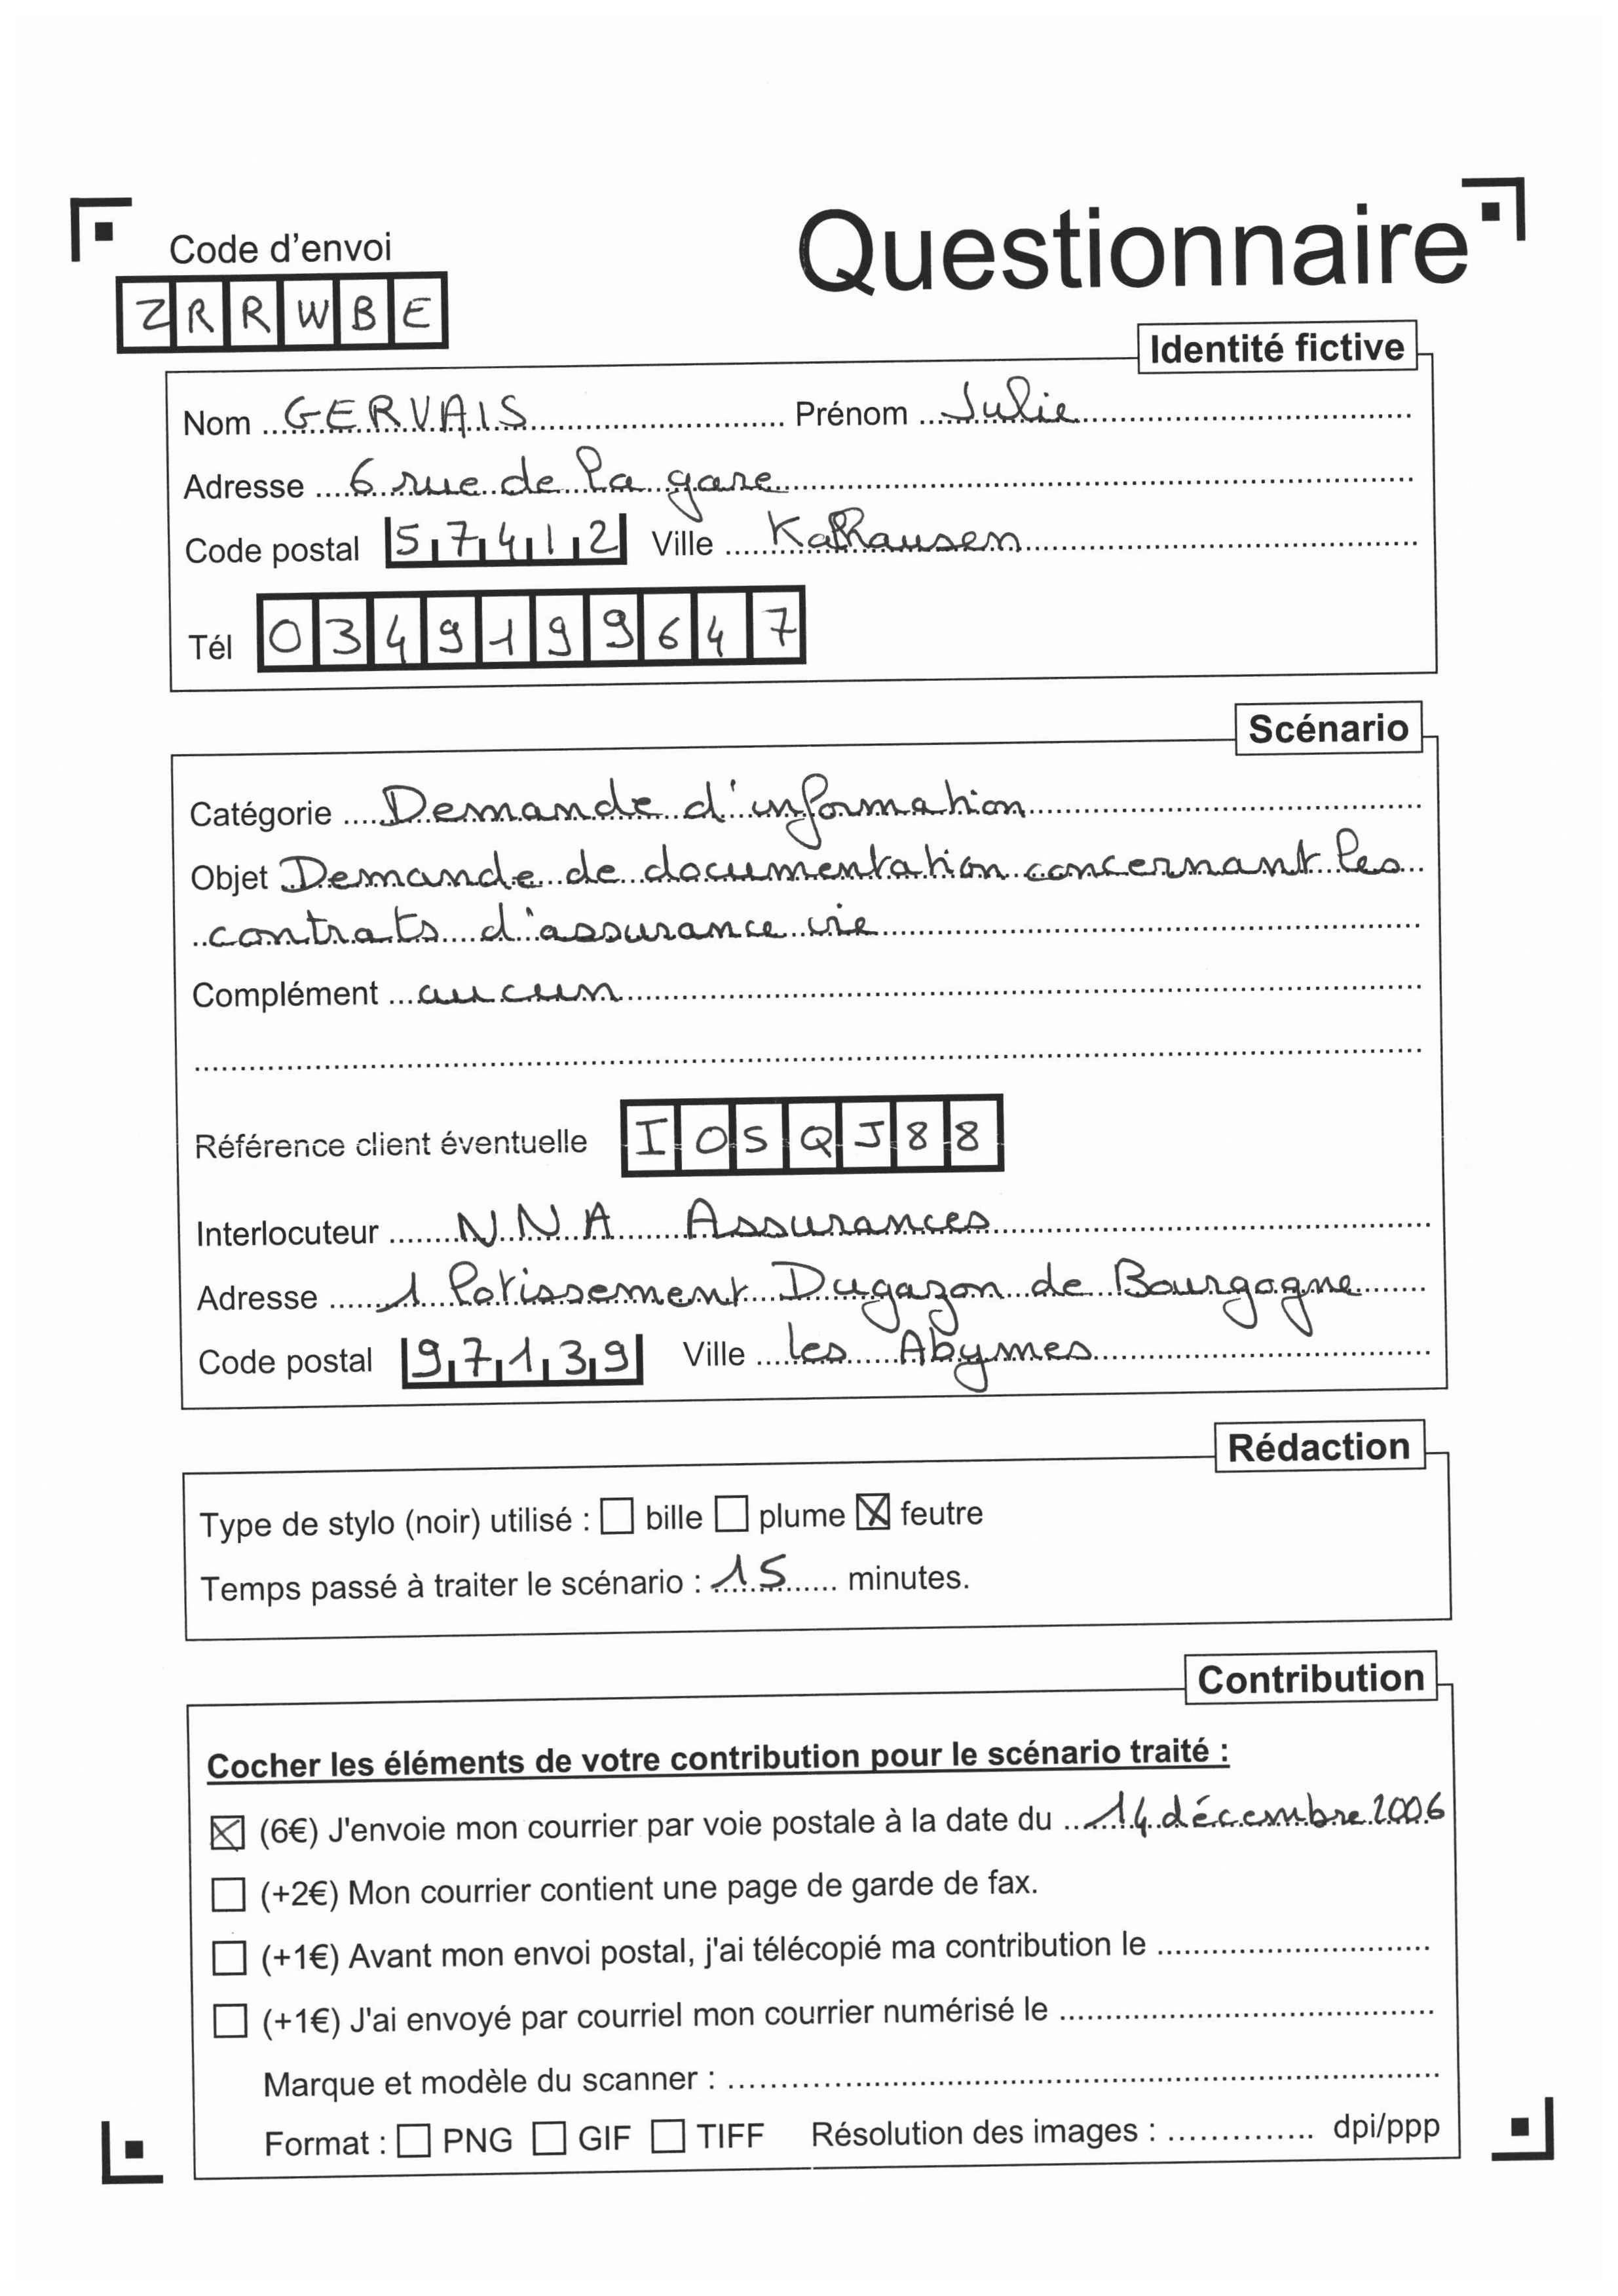 Questionnaire
Code d'envoi
ZRRWBE
Identité fictive
Nom GERVAIS Prénom Julie
Adresse 6 rue de la gare
Code postal 57412 Ville Kalhausen
Tél 0349199647
Scénario
Catégorie Demande d'information
Objet Demande de documentation concernant les
contrats d'assurance vie
Complément aucun
Référence client éventuelle IOSQJ88
Interlocuteur NNA Assurances
Adresse 1 lotissement Dugazon de Bourgogne
Code postal 97139 Ville les Abymes
Rédaction
Type de stylo (noir) utilisé : ☐ bille ☐ plume ☒ feutre
Temps passé à traiter le scénario : 15 minutes.
Contribution
Cocher les éléments de votre contribution pour le scénario traité :
☒ (6€) J'envoie mon courrier par voie postale à la date du 14 décembre 2006
☐ (+2€) Mon courrier contient une page de garde de fax.
☐ (+1€) Avant mon envoi postal, j'ai télécopié ma contribution le
☐ (+1€) J'ai envoyé par courriel mon courrier numérisé le
Marque et modèle du scanner :
Format : ☐ PNG ☐ GIF ☐ TIFF Résolution des images : dpi/ppp